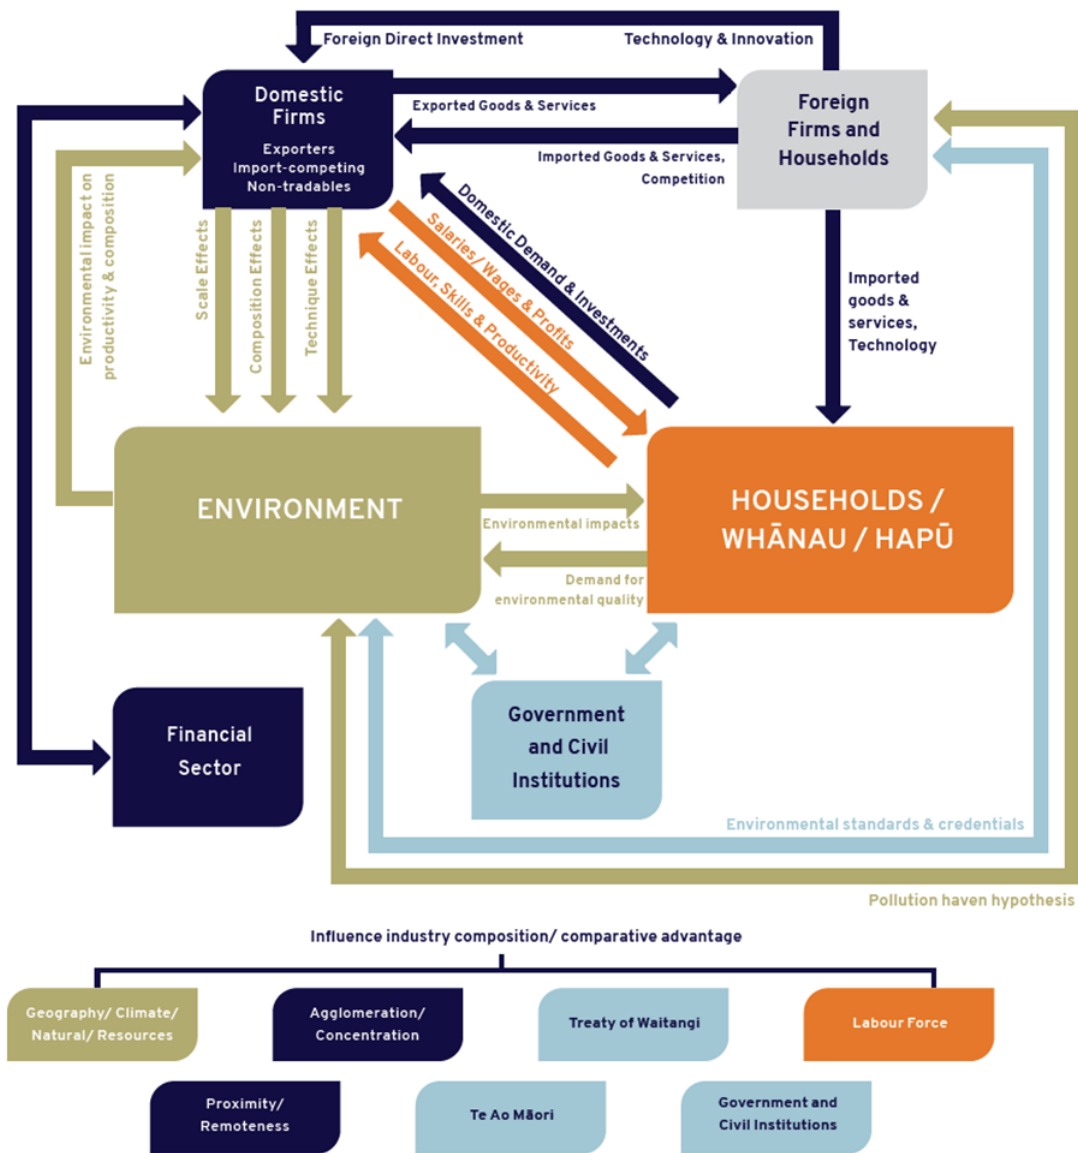 Foreign Direct Investment
Technology & Innovation
Domestic
Firms
Exporters
Import-competing
Non-tradables
Exported Goods & Services
Imported Goods & Services,
Competition
Foreign
Firms and
Households
Environmental impact on
productivity & composition
Scale Effects
Composition Effects
Technique Effects
Domestic Demand & Investments
Salaries/ Wages & Profits
Labour, Skills & Productivity
Imported
goods &
services,
Technology
ENVIRONMENT
Environmental impacts
Demand for
environmental quality
HOUSEHOLDS /
WHĀNAU / HAPŪ
Financial
Sector
Government
and Civil
Institutions
Environmental standards & credentials
Pollution haven hypothesis
Influence industry composition/ comparative advantage
Geography/ Climate/
Natural/ Resources
Agglomeration/
Concentration
Treaty of Waitangi
Labour Force
Proximity/
Remoteness
Te Ao Māori
Government and
Civil Institutions